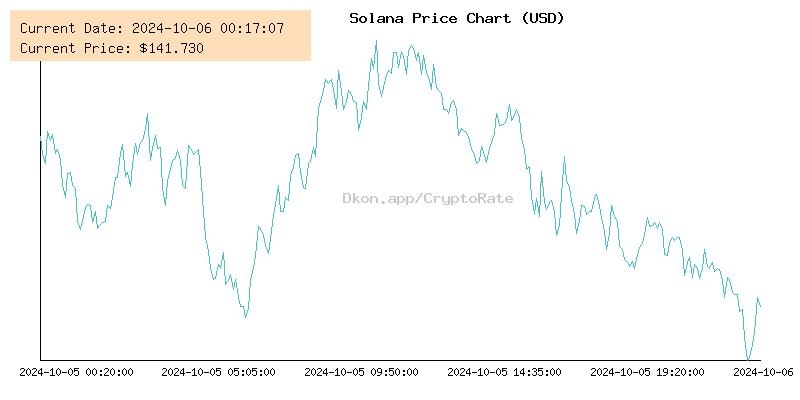 Solana Price Chart (USD)
Current Date: 2024-10-06 00:17:07
Current Price: $141.730
Dkon.app/CryptoRate
2024-10-05 00:20:00
2024-10-05 05:05:00
2024-10-05 09:50:00
2024-10-05 14:35:00
2024-10-05 19:20:00
2024-10-06